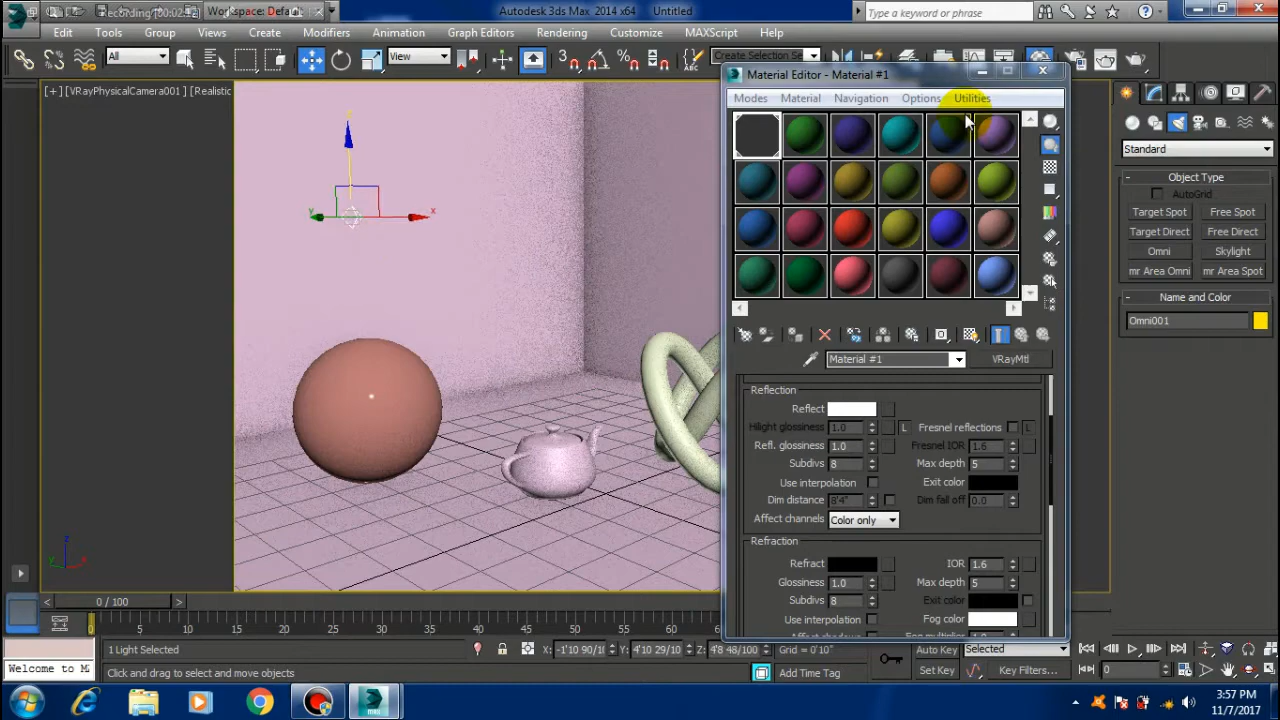 Recording [00:02:12]
Workspace: Default
Autodesk 3ds Max 2014 x64 Untitled
Type a keyword or phrase
Edit Tools Group Views Create Modifiers Animation Graph Editors Rendering Customize MAXScript Help
All
View
Create Selection Se
[+] [VRayPhysicalCamera001] [Realistic
Material Editor - Material #1
Modes Material Navigation Options Utilities
Material #1
VRayMtl
Reflection
Reflect
Hilight glossiness 1.0 L Fresnel reflections L
Refl. glossiness 1.0 Fresnel IOR 1.6
Subdivs 8 Max depth 5
Use interpolation Exit color
Dim distance 8'4" Dim fall off 0.0
Affect channels Color only
Refraction
Refract IOR 1.6
Glossiness 1.0 Max depth 5
Subdivs 8 Exit color
Use interpolation Fog color
Standard
- Object Type
AutoGrid
Target Spot Free Spot
Target Direct Free Direct
Omni Skylight
mr Area Omni mr Area Spot
- Name and Color
Omni001
z
y x
0 / 100
0 5 10 15 20 25 30 35 40 45 50 55 60 65
1 Light Selected
X: -1'10 90/10 Y: 4'10 29/10 Z: 4'8 48/100 Grid = 0'10"
Auto Key Selected
Welcome to M
Click and drag to select and move objects
Add Time Tag
Set Key Key Filters...
0
3:57 PM
11/7/2017